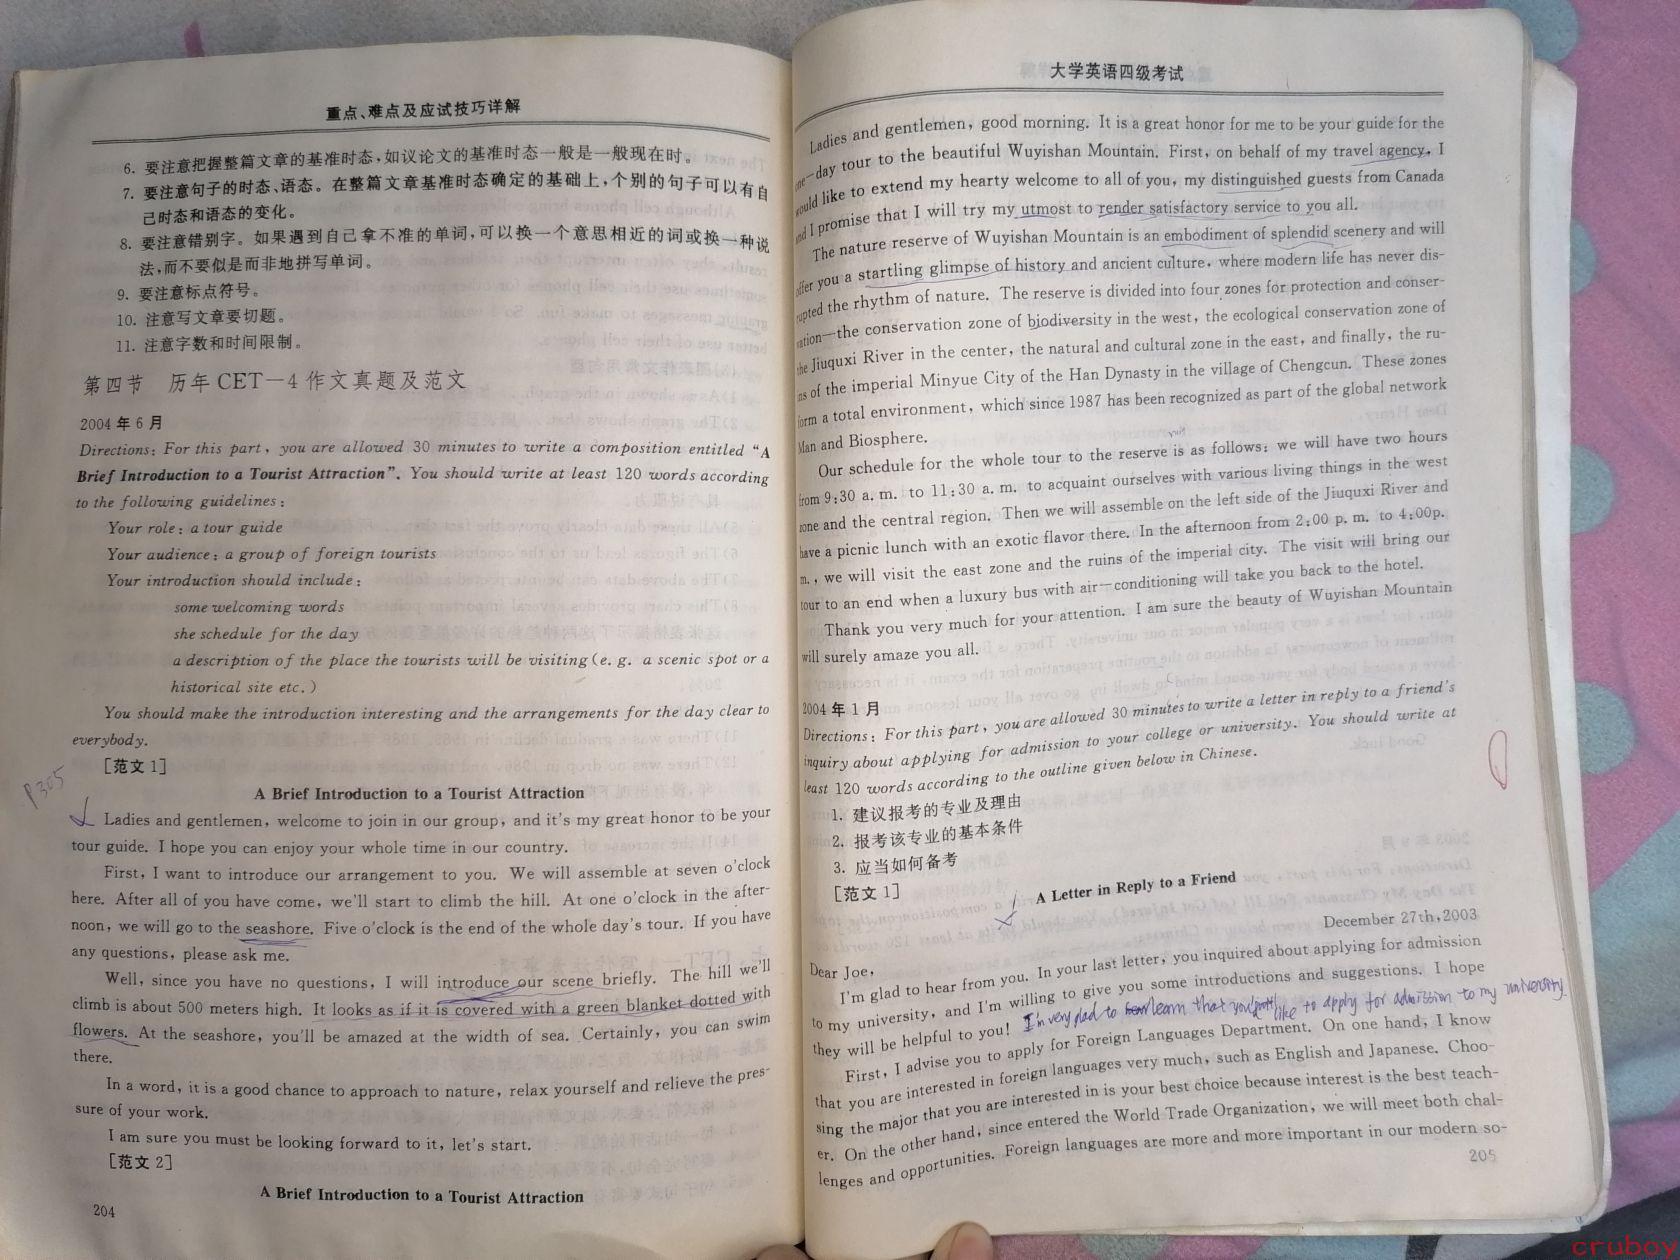 重点、难点及应试技巧详解
6. 要注意把握整篇文章的基准时态,如议论文的基准时态一般是一般现在时。
7. 要注意句子的时态、语态。在整篇文章基准时态确定的基础上,个别的句子可以有自
己时态和语态的变化。
8. 要注意错别字。如果遇到自己拿不准的单词,可以换一个意思相近的词或换一种说
法,而不要似是而非地拼写单词。
9. 要注意标点符号。
10. 注意写文章要切题。
11. 注意字数和时间限制。
第四节 历年 CET-4 作文真题及范文
2004 年 6 月
Directions: For this part, you are allowed 30 minutes to write a composition entitled "A
Brief Introduction to a Tourist Attraction". You should write at least 120 words according
to the following guidelines:
Your role: a tour guide
Your audience: a group of foreign tourists
Your introduction should include:
some welcoming words
she schedule for the day
a description of the place the tourists will be visiting(e. g. a scenic spot or a
historical site etc.)
You should make the introduction interesting and the arrangements for the day clear to
everybody.
[范文 1]
P305
A Brief Introduction to a Tourist Attraction
Ladies and gentlemen, welcome to join in our group, and it's my great honor to be your
tour guide. I hope you can enjoy your whole time in our country.
First, I want to introduce our arrangement to you. We will assemble at seven o'clock
here. After all of you have come, we'll start to climb the hill. At one o'clock in the after-
noon, we will go to the seashore. Five o'clock is the end of the whole day's tour. If you have
any questions, please ask me.
Well, since you have no questions, I will introduce our scene briefly. The hill we'll
climb is about 500 meters high. It looks as if it is covered with a green blanket dotted with
flowers. At the seashore, you'll be amazed at the width of sea. Certainly, you can swim
there.
In a word, it is a good chance to approach to nature, relax yourself and relieve the pres-
sure of your work.
I am sure you must be looking forward to it, let's start.
[范文 2]
A Brief Introduction to a Tourist Attraction
204
大学英语四级考试
Ladies and gentlemen, good morning. It is a great honor for me to be your guide for the
one-day tour to the beautiful Wuyishan Mountain. First, on behalf of my travel agency, I
would like to extend my hearty welcome to all of you, my distinguished guests from Canada
and I promise that I will try my utmost to render satisfactory service to you all.
The nature reserve of Wuyishan Mountain is an embodiment of splendid scenery and will
offer you a startling glimpse of history and ancient culture, where modern life has never dis-
rupted the rhythm of nature. The reserve is divided into four zones for protection and conser-
vation—the conservation zone of biodiversity in the west, the ecological conservation zone of
the Jiuquxi River in the center, the natural and cultural zone in the east, and finally, the ru-
ins of the imperial Minyue City of the Han Dynasty in the village of Chengcun. These zones
form a total environment, which since 1987 has been recognized as part of the global network
Man and Biosphere.
Our schedule for the whole tour to the reserve is as follows: we will have two hours
from 9:30 a. m. to 11:30 a. m. to acquaint ourselves with various living things in the west
zone and the central region. Then we will assemble on the left side of the Jiuquxi River and
have a picnic lunch with an exotic flavor there. In the afternoon from 2:00 p. m. to 4:00p.
m., we will visit the east zone and the ruins of the imperial city. The visit will bring our
tour to an end when a luxury bus with air-conditioning will take you back to the hotel.
Thank you very much for your attention. I am sure the beauty of Wuyishan Mountain
will surely amaze you all.
2004 年 1 月
Directions: For this part, you are allowed 30 minutes to write a letter in reply to a friend's
inquiry about applying for admission to your college or university. You should write at
least 120 words according to the outline given below in Chinese.
1. 建议报考的专业及理由
2. 报考该专业的基本条件
3. 应当如何备考
[范文 1]
A Letter in Reply to a Friend
December 27th,2003
Dear Joe,
I'm glad to hear from you. In your last letter, you inquired about applying for admission
to my university, and I'm willing to give you some introductions and suggestions. I hope
they will be helpful to you! I'm very glad to learn that you like to apply for admission to my university.
First, I advise you to apply for Foreign Languages Department. On one hand, I know
that you are interested in foreign languages very much, such as English and Japanese. Choo-
sing the major that you are interested in is your best choice because interest is the best teach-
er. On the other hand, since entered the World Trade Organization, we will meet both chal-
lenges and opportunities. Foreign languages are more and more important in our modern so-
205
cruboy